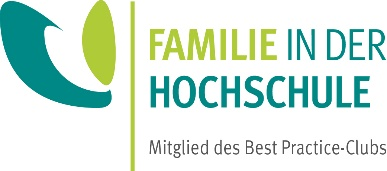 FAMILIE IN DER
HOCHSCHULE
Mitglied des Best Practice-Clubs